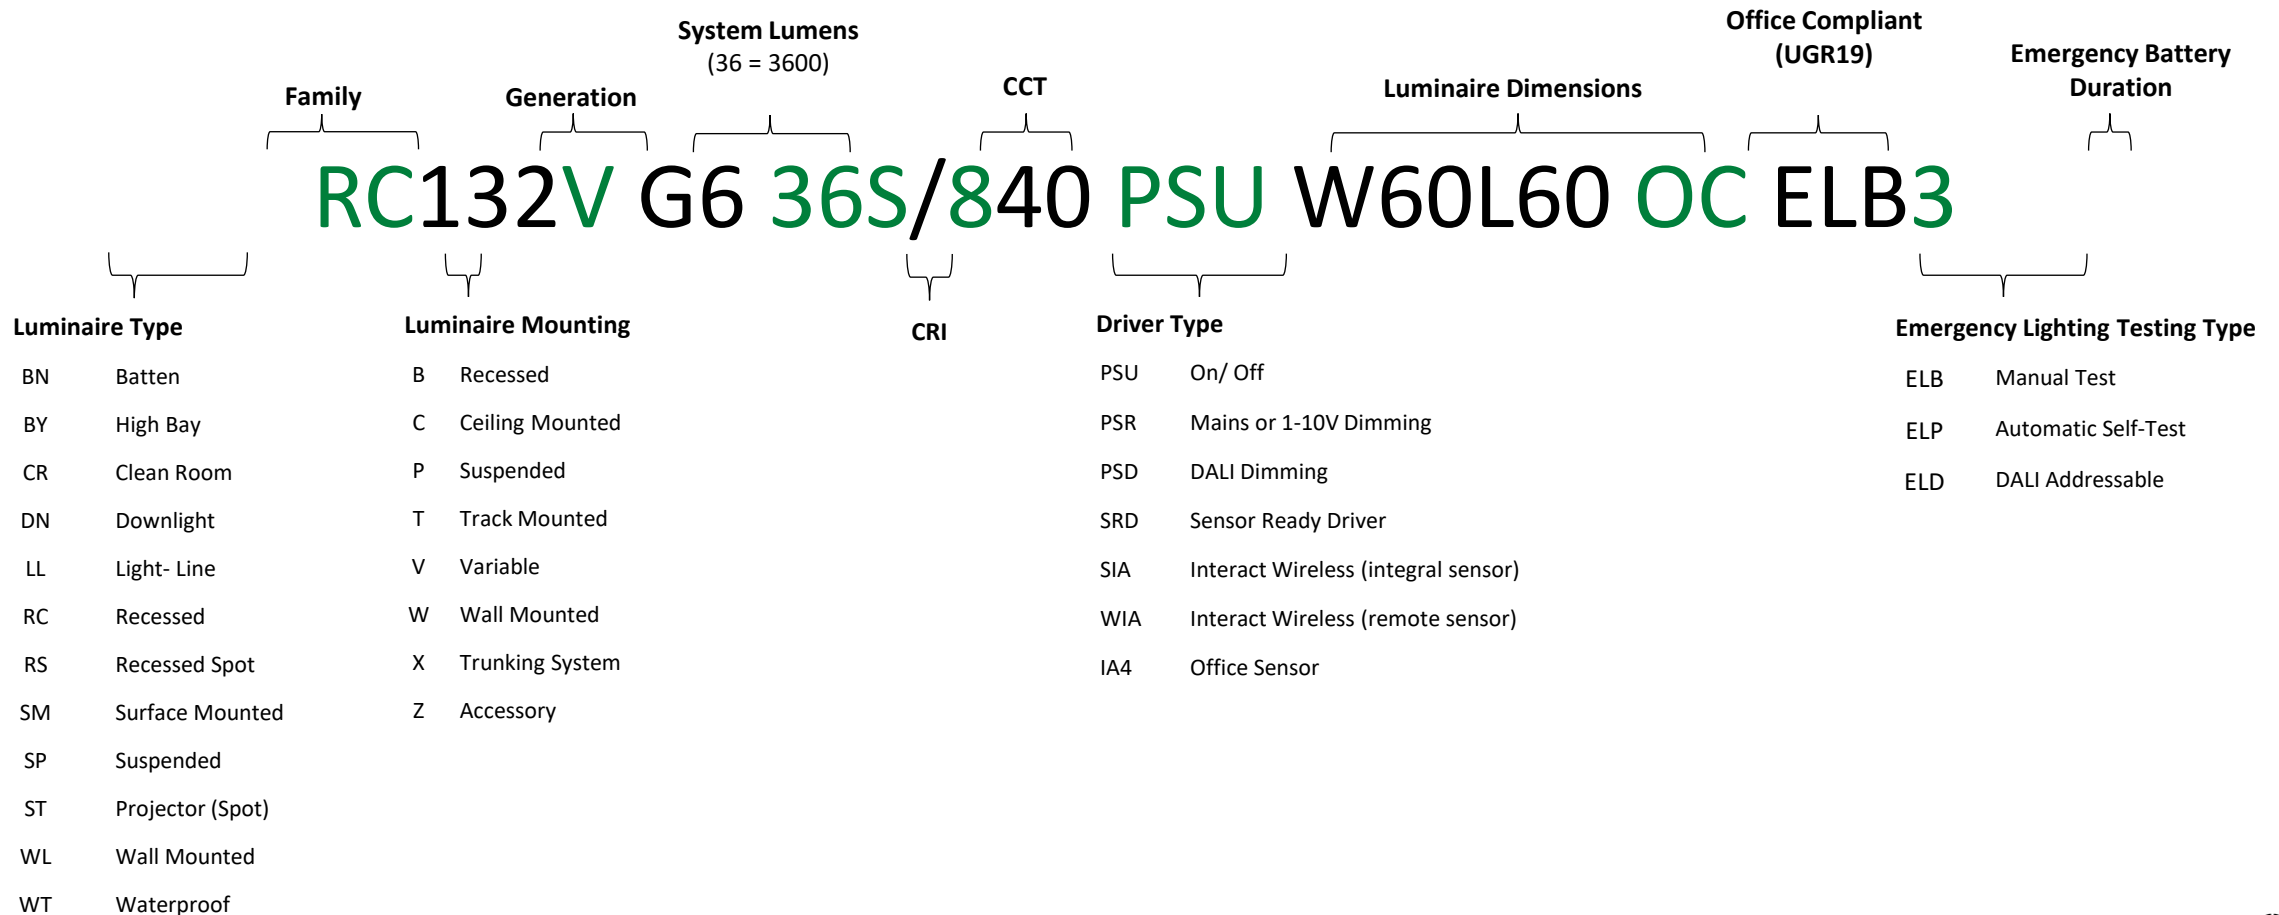 System Lumens
(36 = 3600)
Office Compliant
(UGR19)
Emergency Battery
Duration
Family
Generation
CCT
Luminaire Dimensions
RC132V G6 36S/840 PSU W60L60 OC ELB3
Luminaire Type
BN Batten
BY High Bay
CR Clean Room
DN Downlight
LL Light- Line
RC Recessed
RS Recessed Spot
SM Surface Mounted
SP Suspended
ST Projector (Spot)
WL Wall Mounted
WT Waterproof
Luminaire Mounting
B Recessed
C Ceiling Mounted
P Suspended
T Track Mounted
V Variable
W Wall Mounted
X Trunking System
Z Accessory
CRI
Driver Type
PSU On/ Off
PSR Mains or 1-10V Dimming
PSD DALI Dimming
SRD Sensor Ready Driver
SIA Interact Wireless (integral sensor)
WIA Interact Wireless (remote sensor)
IA4 Office Sensor
Emergency Lighting Testing Type
ELB Manual Test
ELP Automatic Self-Test
ELD DALI Addressable